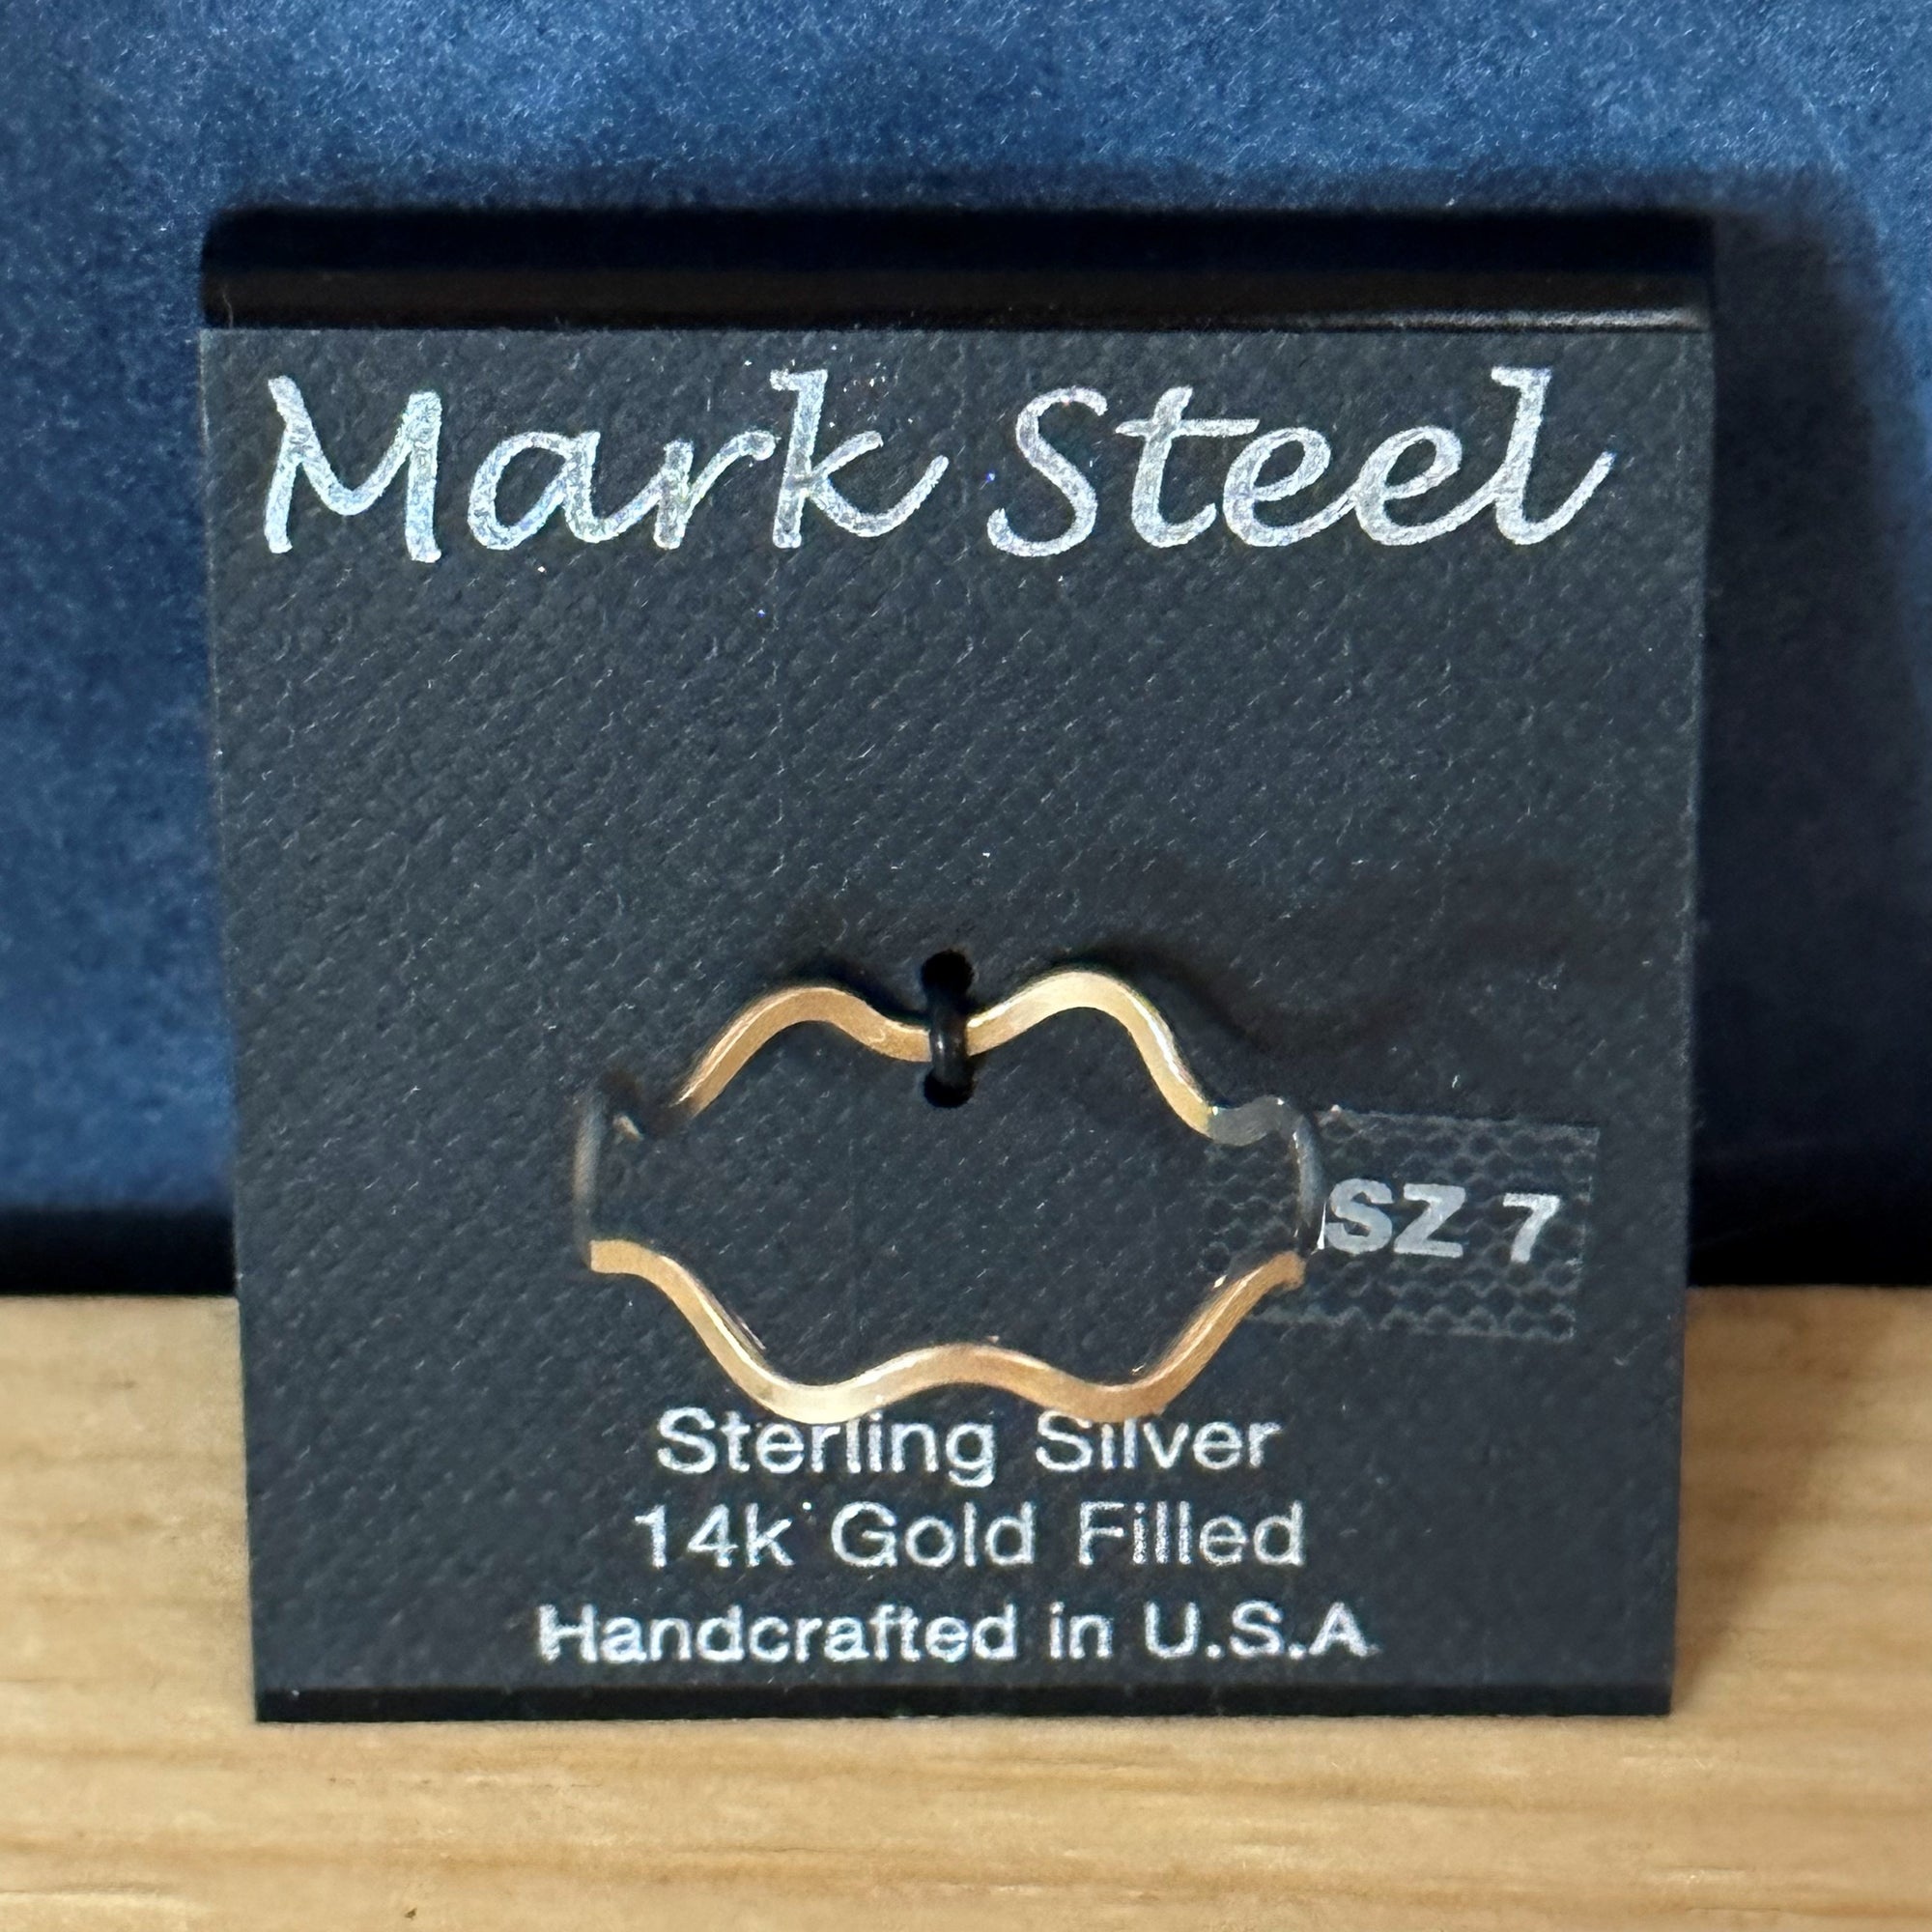 Mark Steel
SZ 7
Sterling Silver
14k Gold Filled
Handcrafted in U.S.A.